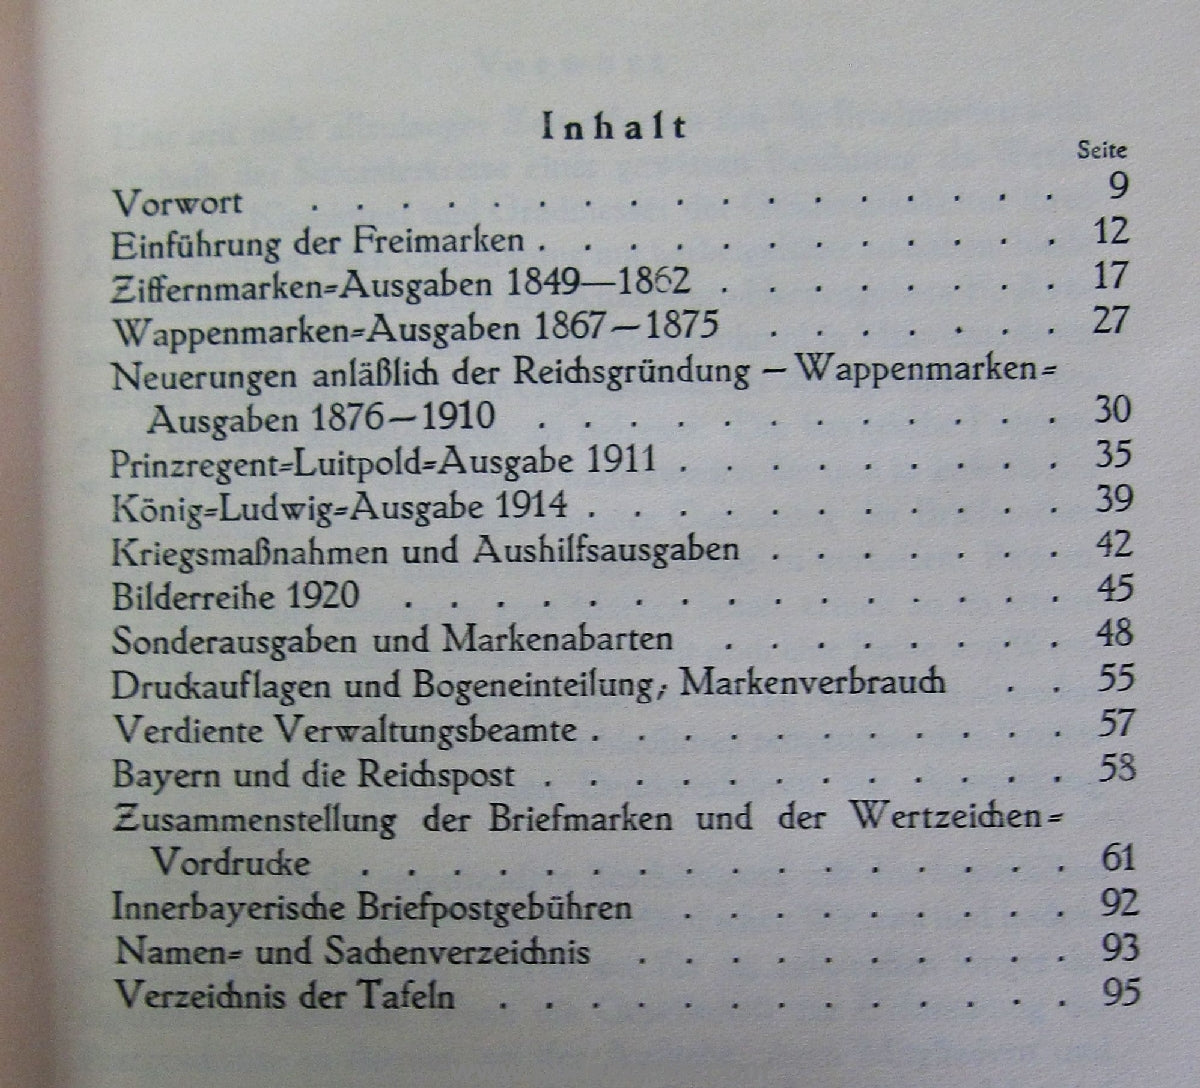 Inhalt
Seite
Vorwort . . . . . . . . . . . . . . . . . 9
Einführung der Freimarken . . . . . . . . . . . . 12
Ziffernmarken-Ausgaben 1849—1862 . . . . . . . . 17
Wappenmarken-Ausgaben 1867—1875 . . . . . . . 27
Neuerungen anläßlich der Reichsgründung — Wappenmarken-
Ausgaben 1876—1910 . . . . . . . . . . . . 30
Prinzregent-Luitpold-Ausgabe 1911 . . . . . . . . . 35
König-Ludwig-Ausgabe 1914 . . . . . . . . . . . 39
Kriegsmaßnahmen und Aushilfsausgaben . . . . . . . 42
Bilderreihe 1920 . . . . . . . . . . . . . . . 45
Sonderausgaben und Markenabarten . . . . . . . . 48
Druckauflagen und Bogeneinteilung, Markenverbrauch . . 55
Verdiente Verwaltungsbeamte . . . . . . . . . . . 57
Bayern und die Reichspost . . . . . . . . . . . . 58
Zusammenstellung der Briefmarken und der Wertzeichen-
Vordrucke . . . . . . . . . . . . . . . . 61
Innerbayerische Briefpostgebühren . . . . . . . . . 92
Namen- und Sachenverzeichnis . . . . . . . . . . 93
Verzeichnis der Tafeln . . . . . . . . . . . . . 95